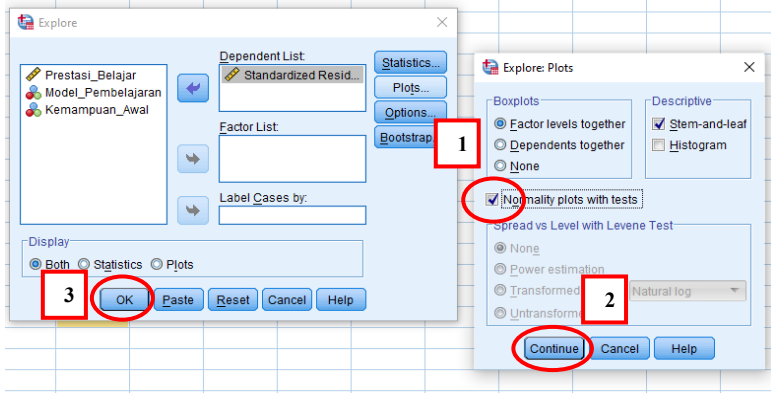 Explore
Prestasi_Belajar
Model_Pembelajaran
Kemampuan_Awal
Dependent List:
Standardized Resid...
Factor List:
Label Cases by:
Statistics...
Plots...
Options...
Bootstrap
Display
Both Statistics Plots
3
OK Paste Reset Cancel Help
1
Explore: Plots
Boxplots
Factor levels together
Dependents together
None
Descriptive
Stem-and-leaf
Histogram
Normality plots with tests
Spread vs Level with Levene Test
None
Power estimation
Transformed Natural log
Untransforme
2
Continue Cancel Help